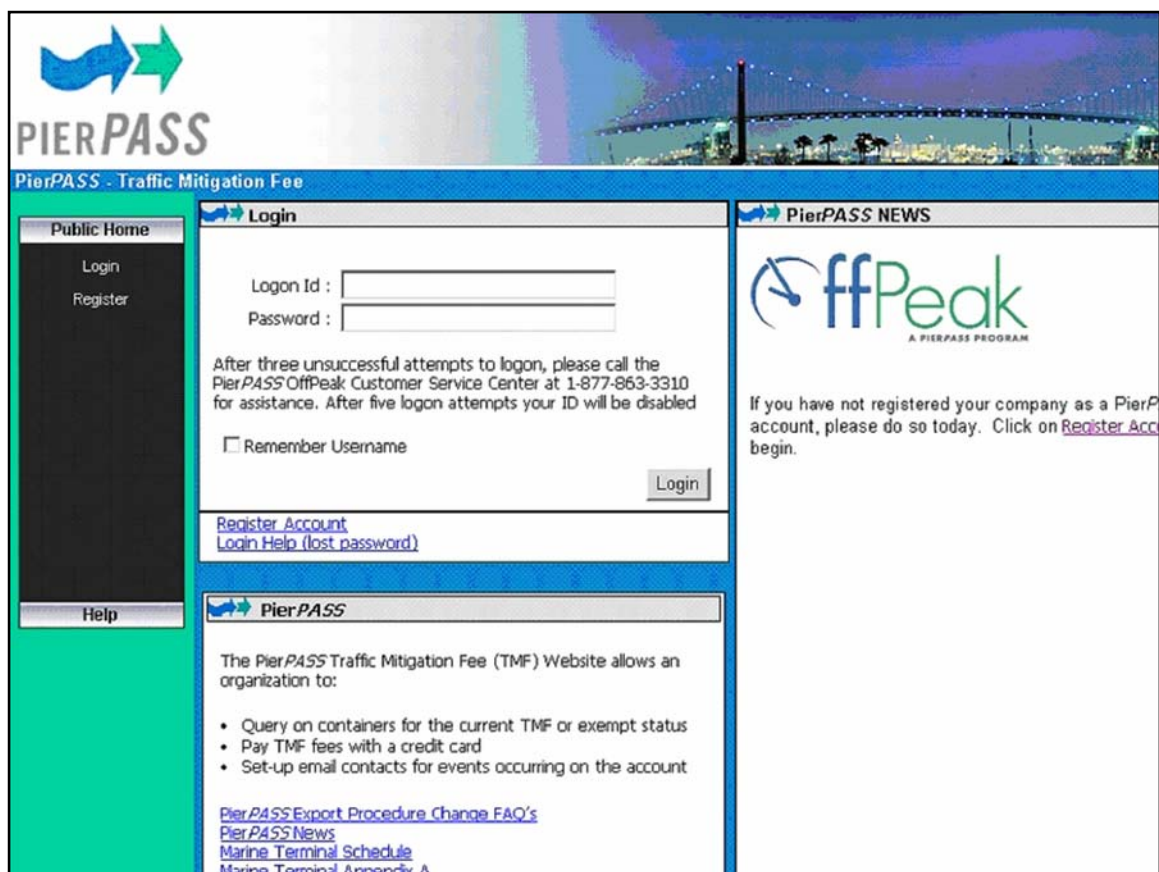 PIERPASS
PierPASS - Traffic Mitigation Fee
Public Home
Login
Register
Help
Login
Logon Id :
Password :
After three unsuccessful attempts to logon, please call the
PierPASS OffPeak Customer Service Center at 1-877-863-3310
for assistance. After five logon attempts your ID will be disabled
Remember Username
Login
Register Account
Login Help (lost password)
PierPASS
The PierPASS Traffic Mitigation Fee (TMF) Website allows an
organization to:
• Query on containers for the current TMF or exempt status
• Pay TMF fees with a credit card
• Set-up email contacts for events occurring on the account
PierPASS Export Procedure Change FAQ's
PierPASS News
Marine Terminal Schedule
Marine Terminal Appendix A
PierPASS NEWS
OffPeak
A PIERPASS PROGRAM
If you have not registered your company as a PierP
account, please do so today. Click on Register Acc
begin.